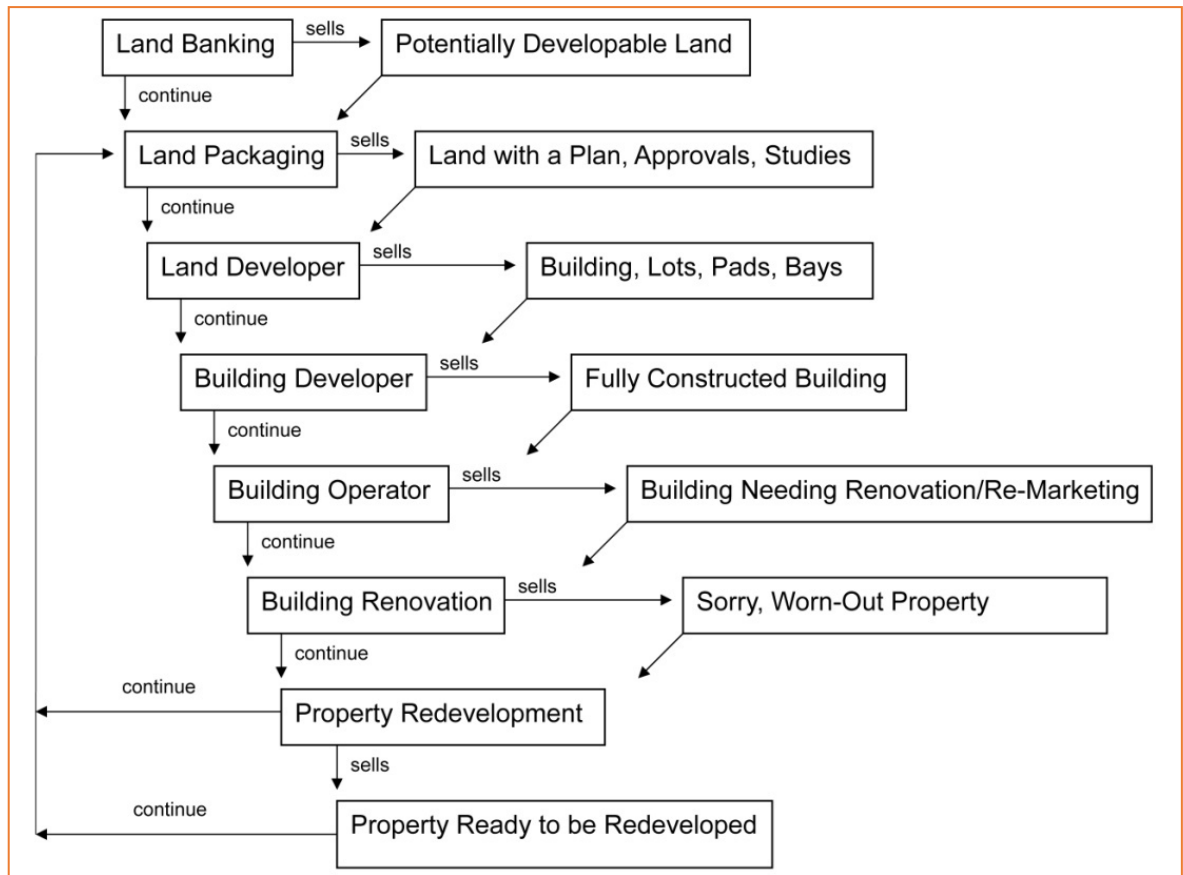 Land Banking
sells
Potentially Developable Land
continue
Land Packaging
sells
Land with a Plan, Approvals, Studies
continue
Land Developer
sells
Building, Lots, Pads, Bays
continue
Building Developer
sells
Fully Constructed Building
continue
Building Operator
sells
Building Needing Renovation/Re-Marketing
continue
Building Renovation
sells
Sorry, Worn-Out Property
continue
continue
Property Redevelopment
sells
continue
Property Ready to be Redeveloped